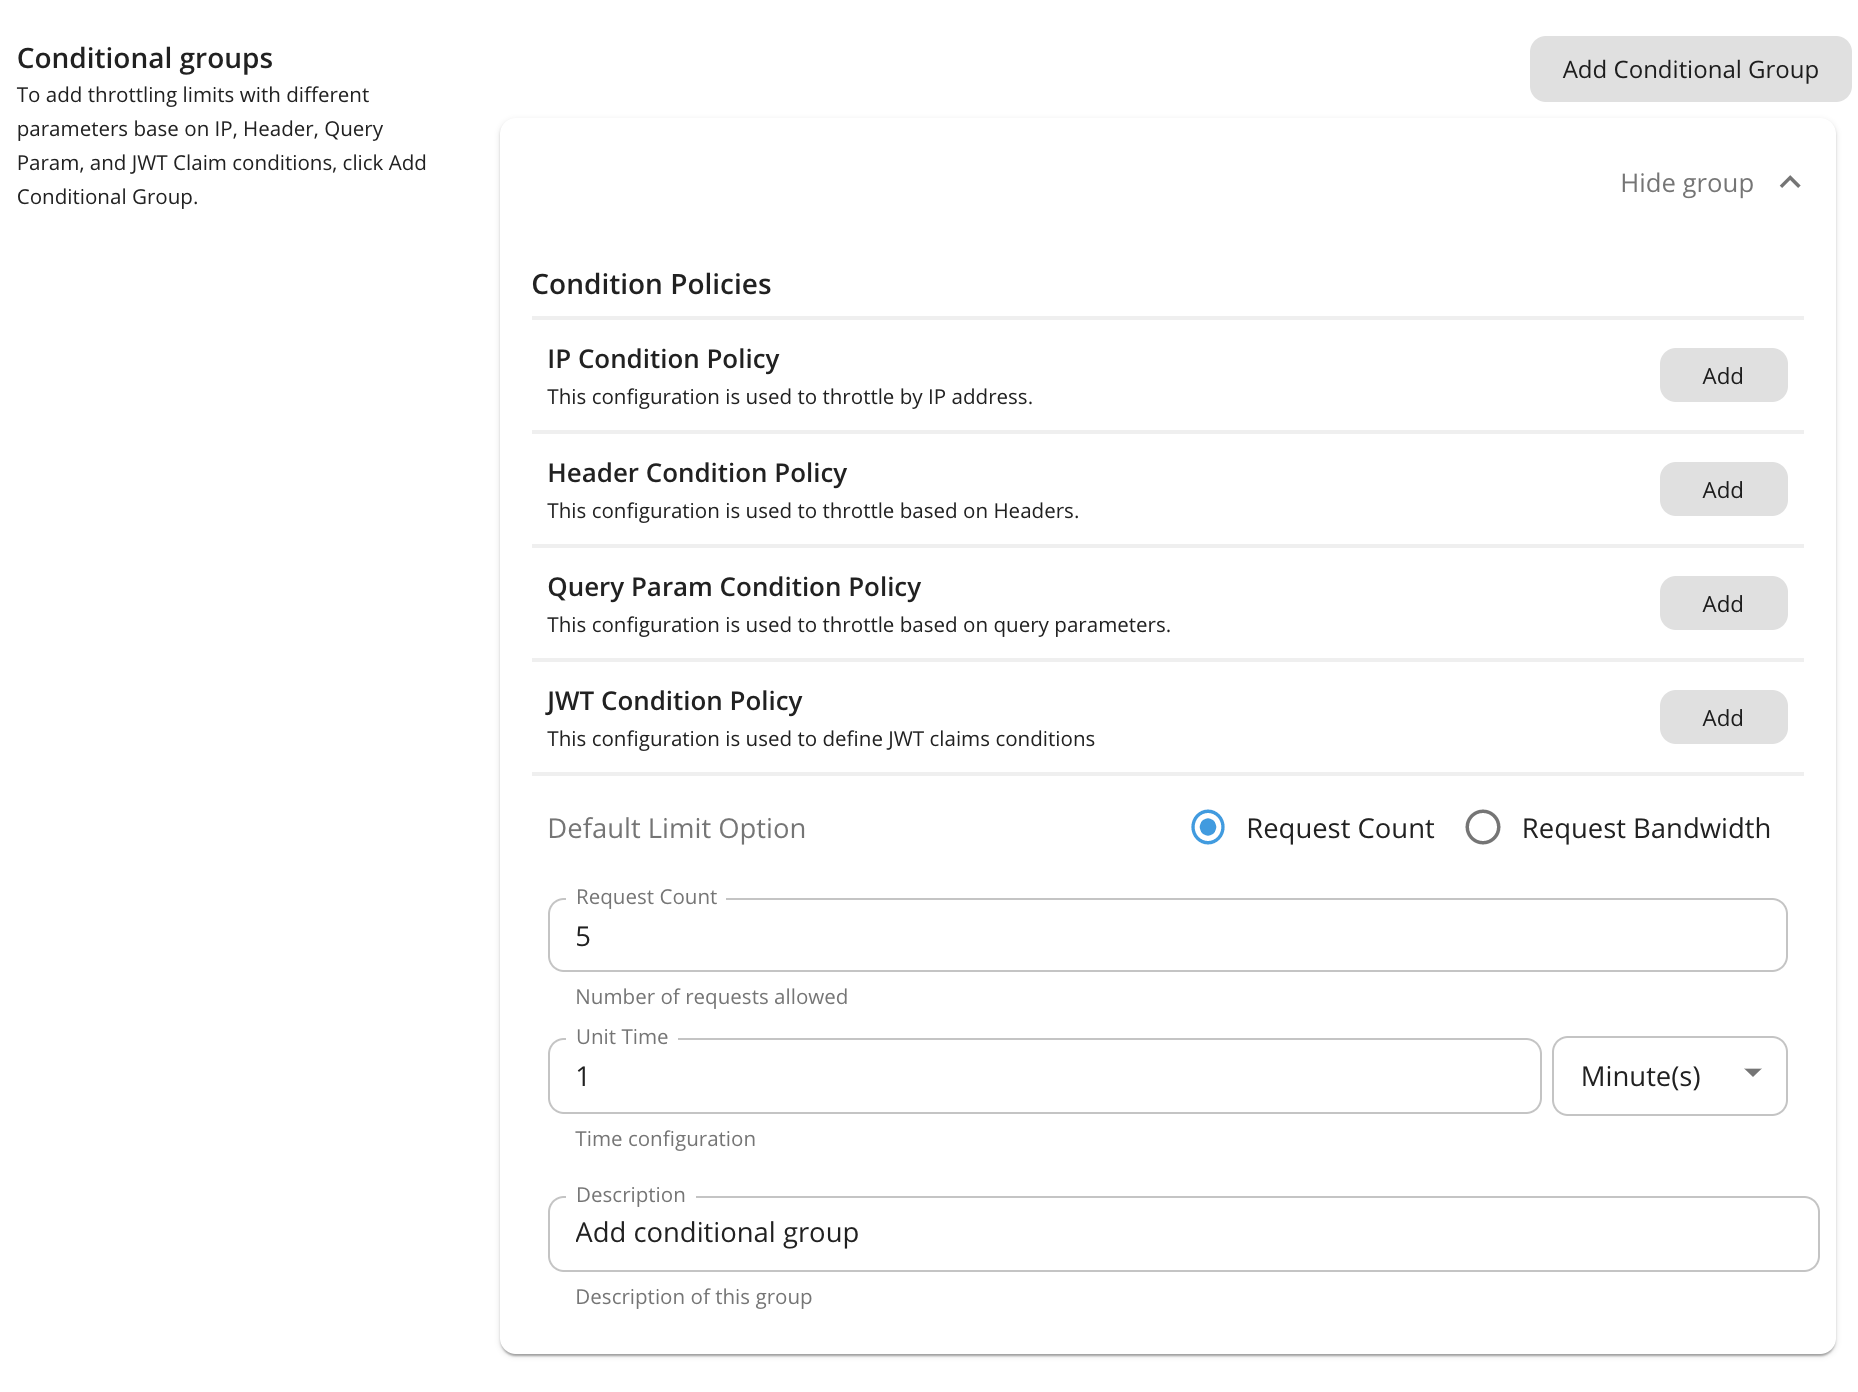 Conditional groups
To add throttling limits with different
parameters base on IP, Header, Query
Param, and JWT Claim conditions, click Add
Conditional Group.
Add Conditional Group
Hide group
Condition Policies
IP Condition Policy
This configuration is used to throttle by IP address.
Add
Header Condition Policy
This configuration is used to throttle based on Headers.
Add
Query Param Condition Policy
This configuration is used to throttle based on query parameters.
Add
JWT Condition Policy
This configuration is used to define JWT claims conditions
Add
Default Limit Option
Request Count
Request Bandwidth
Request Count
5
Number of requests allowed
Unit Time
1
Minute(s)
Time configuration
Description
Add conditional group
Description of this group